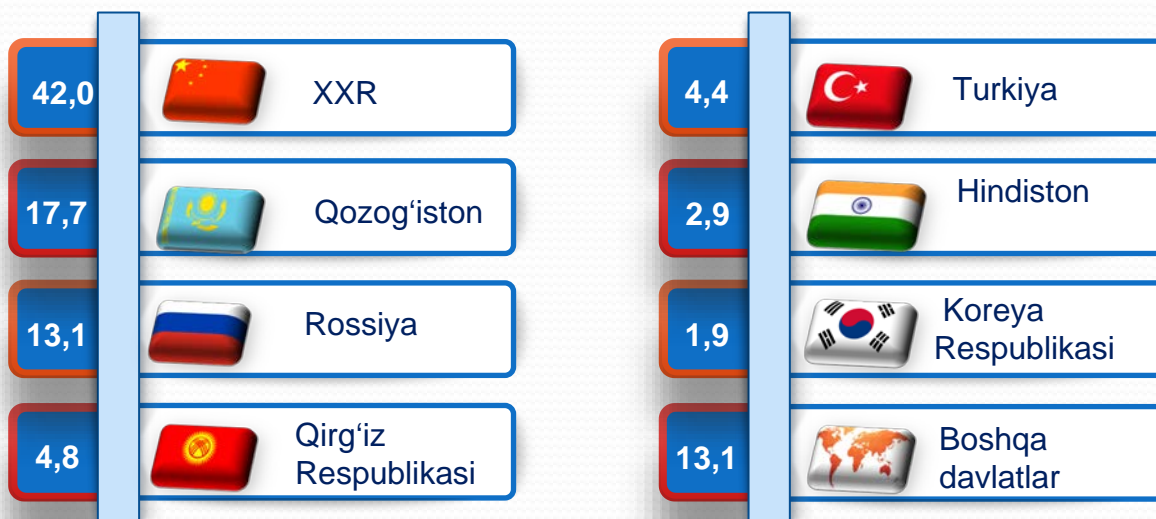 42,0
XXR
17,7
Qozog‘iston
13,1
Rossiya
4,8
Qirg‘iz
Respublikasi
4,4
Turkiya
2,9
Hindiston
1,9
Koreya
Respublikasi
13,1
Boshqa
davlatlar